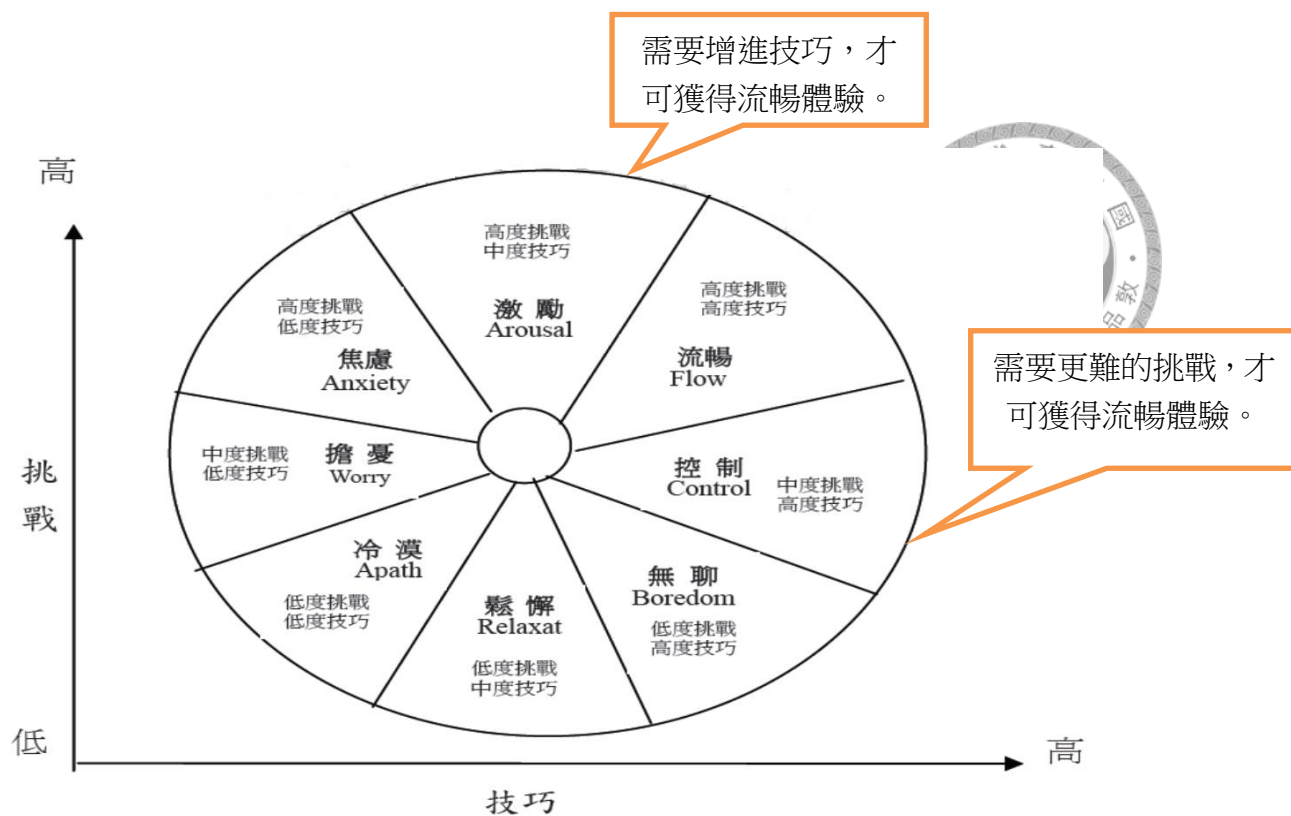 需要增進技巧，才
可獲得流暢體驗。
高
高度挑戰
中度技巧
激勵
Arousal
高度挑戰
低度技巧
焦慮
Anxiety
高度挑戰
高度技巧
流暢
Flow
需要更難的挑戰，才
可獲得流暢體驗。
中度挑戰
低度技巧
擔憂
Worry
控制
Control
中度挑戰
高度技巧
挑
戰
冷漠
Apath
低度挑戰
低度技巧
鬆懈
Relaxat
低度挑戰
中度技巧
無聊
Boredom
低度挑戰
高度技巧
低
高
技巧
國
品
敦